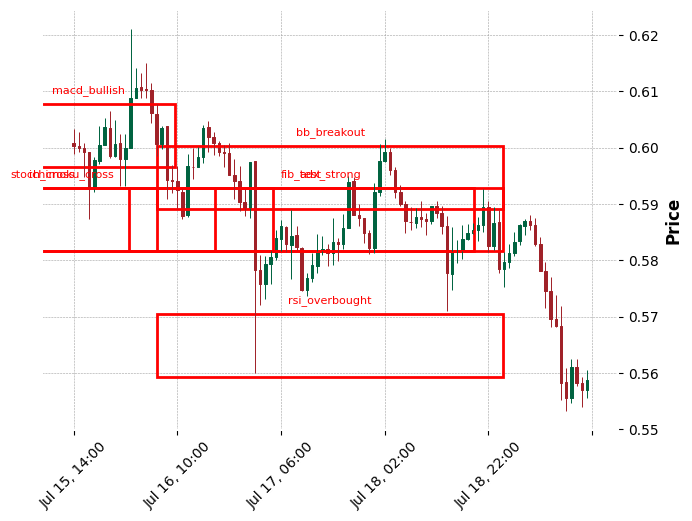 0.62
0.61
macd_bullish
0.60
bb_breakout
fib_retest
0.59
0.58
rsi_overbought
0.57
0.56
0.55
Price
Jul 15, 14:00
Jul 16, 10:00
Jul 17, 06:00
Jul 18, 02:00
Jul 18, 22:00